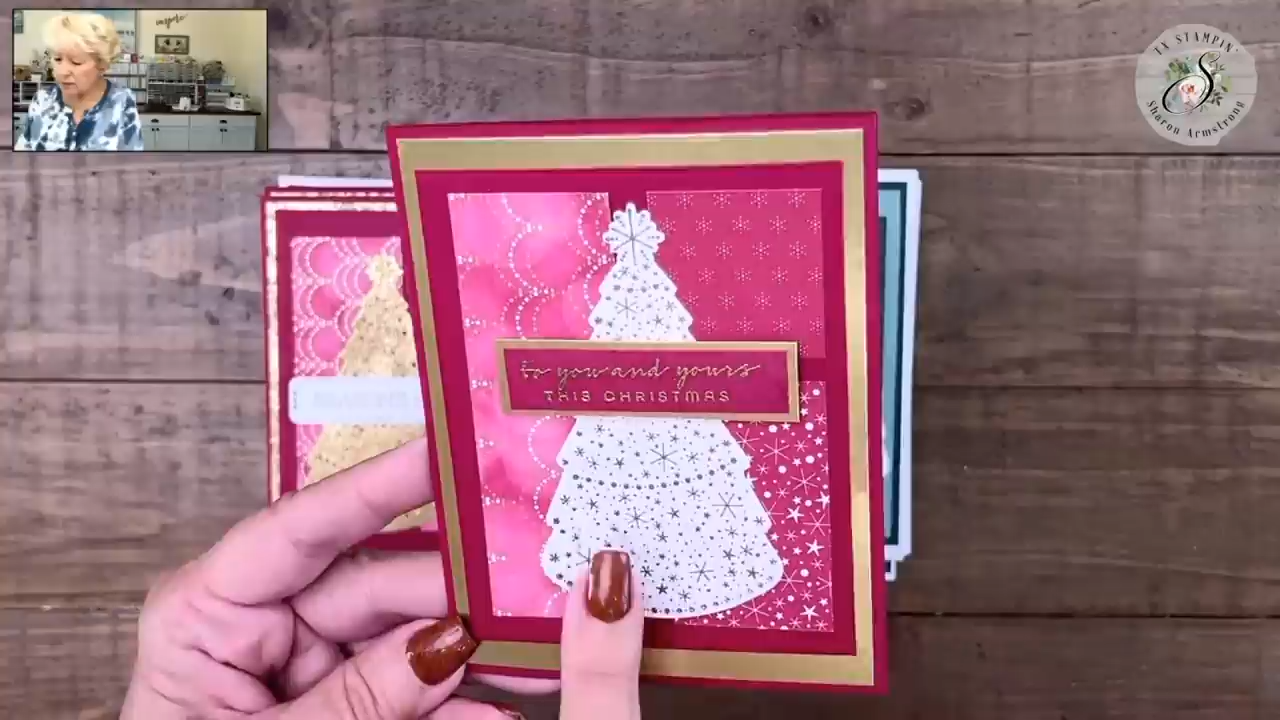 inspire
TX STAMPIN'
S
Sharon Armstrong
to you and yours
THIS CHRISTMAS